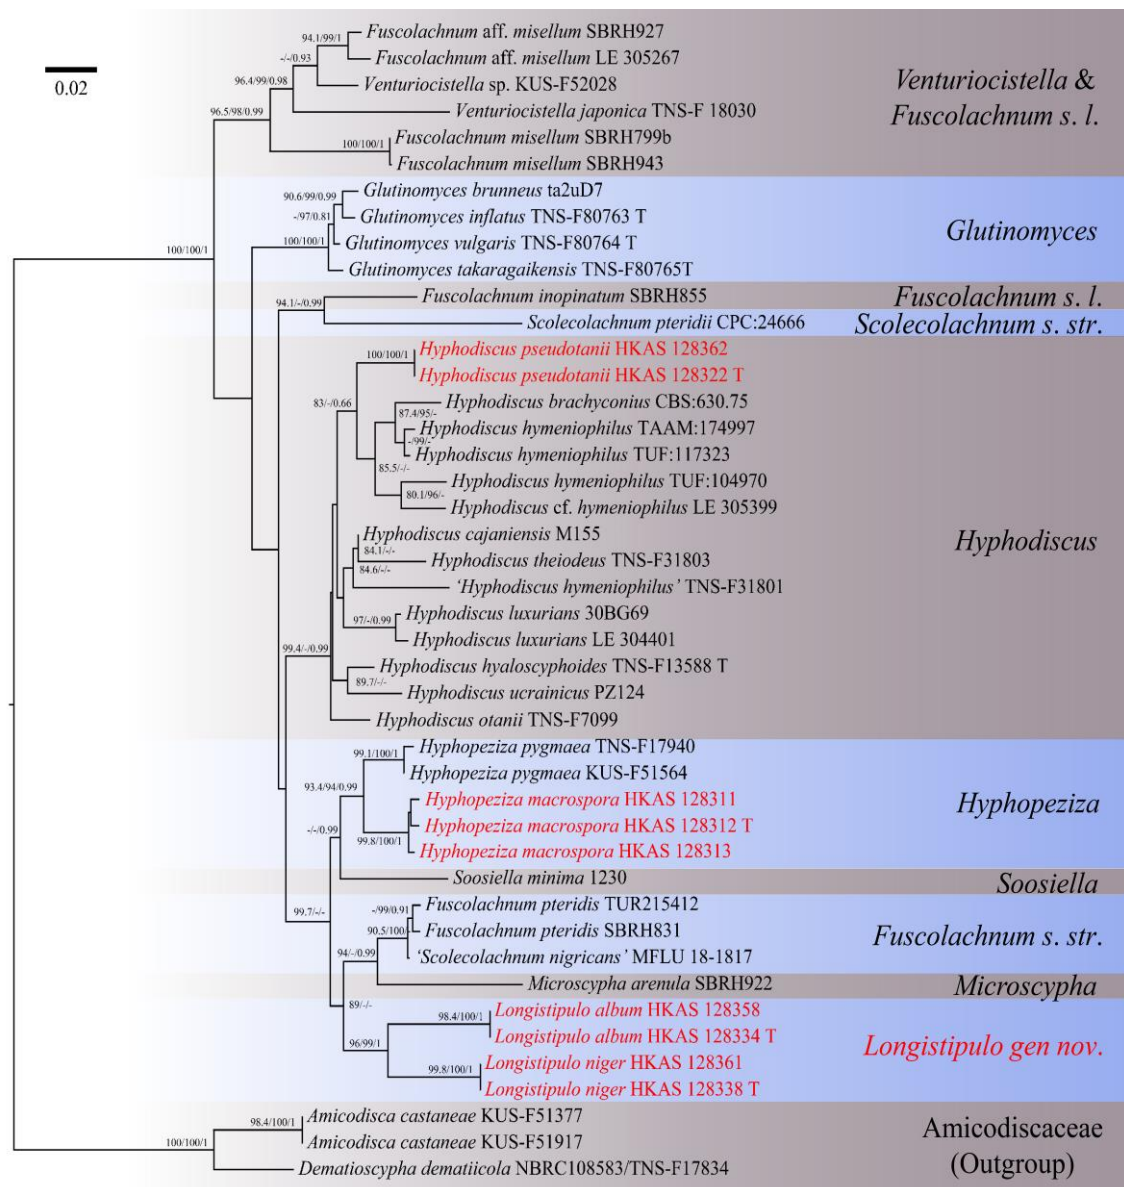 0.02
94.1/99/1
Fuscolachnum aff. misellum SBRH927
Fuscolachnum aff. misellum LE 305267
-/-/0.93
96.4/99/0.98
Venturiocistella sp. KUS-F52028
96.5/98/0.99
Venturiocistella japonica TNS-F 18030
100/100/1
Fuscolachnum misellum SBRH799b
Fuscolachnum misellum SBRH943
Venturiocistella &
Fuscolachnum s. l.
100/100/1
90.6/99/0.99
Glutinomyces brunneus ta2uD7
-/97/0.81
Glutinomyces inflatus TNS-F80763 T
100/100/1
Glutinomyces vulgaris TNS-F80764 T
Glutinomyces takaragaikensis TNS-F80765T
Glutinomyces
94.1/-/0.99
Fuscolachnum inopinatum SBRH855
Fuscolachnum s. l.
Scolecolachnum pteridii CPC:24666
Scolecolachnum s. str.
100/100/1
Hyphodiscus pseudotanii HKAS 128362
Hyphodiscus pseudotanii HKAS 128322 T
83/-/0.66
Hyphodiscus brachyconius CBS:630.75
87.4/95/-
Hyphodiscus hymeniophilus TAAM:174997
-/99/-
Hyphodiscus hymeniophilus TUF:117323
85.5/-/-
Hyphodiscus hymeniophilus TUF:104970
80.1/96/-
Hyphodiscus cf. hymeniophilus LE 305399
Hyphodiscus cajaniensis M155
84.1/-/-
Hyphodiscus theiodeus TNS-F31803
84.6/-/-
‘Hyphodiscus hymeniophilus’ TNS-F31801
97/-/0.99
Hyphodiscus luxurians 30BG69
Hyphodiscus luxurians LE 304401
99.4/-/0.99
Hyphodiscus hyaloscyphoides TNS-F13588 T
89.7/-/-
Hyphodiscus ucrainicus PZ124
Hyphodiscus otanii TNS-F7099
Hyphodiscus
99.1/100/1
Hyphopeziza pygmaea TNS-F17940
Hyphopeziza pygmaea KUS-F51564
93.4/94/0.99
Hyphopeziza macrospora HKAS 128311
Hyphopeziza macrospora HKAS 128312 T
99.8/100/1
Hyphopeziza macrospora HKAS 128313
Hyphopeziza
-/-/0.99
Soosiella minima 1230
Soosiella
99.7/-/-
-/99/0.91
Fuscolachnum pteridis TUR215412
90.5/100/-
Fuscolachnum pteridis SBRH831
‘Scolecolachnum nigricans’ MFLU 18-1817
Fuscolachnum s. str.
94/-/0.99
Microscypha arenula SBRH922
Microscypha
89/-/-
98.4/100/1
Longistipulo album HKAS 128358
Longistipulo album HKAS 128334 T
96/99/1
99.8/100/1
Longistipulo niger HKAS 128361
Longistipulo niger HKAS 128338 T
Longistipulo gen nov.
98.4/100/1
Amicodisca castaneae KUS-F51377
100/100/1
Amicodisca castaneae KUS-F51917
Dematioscypha dematiicola NBRC108583/TNS-F17834
Amicodiscaceae
(Outgroup)